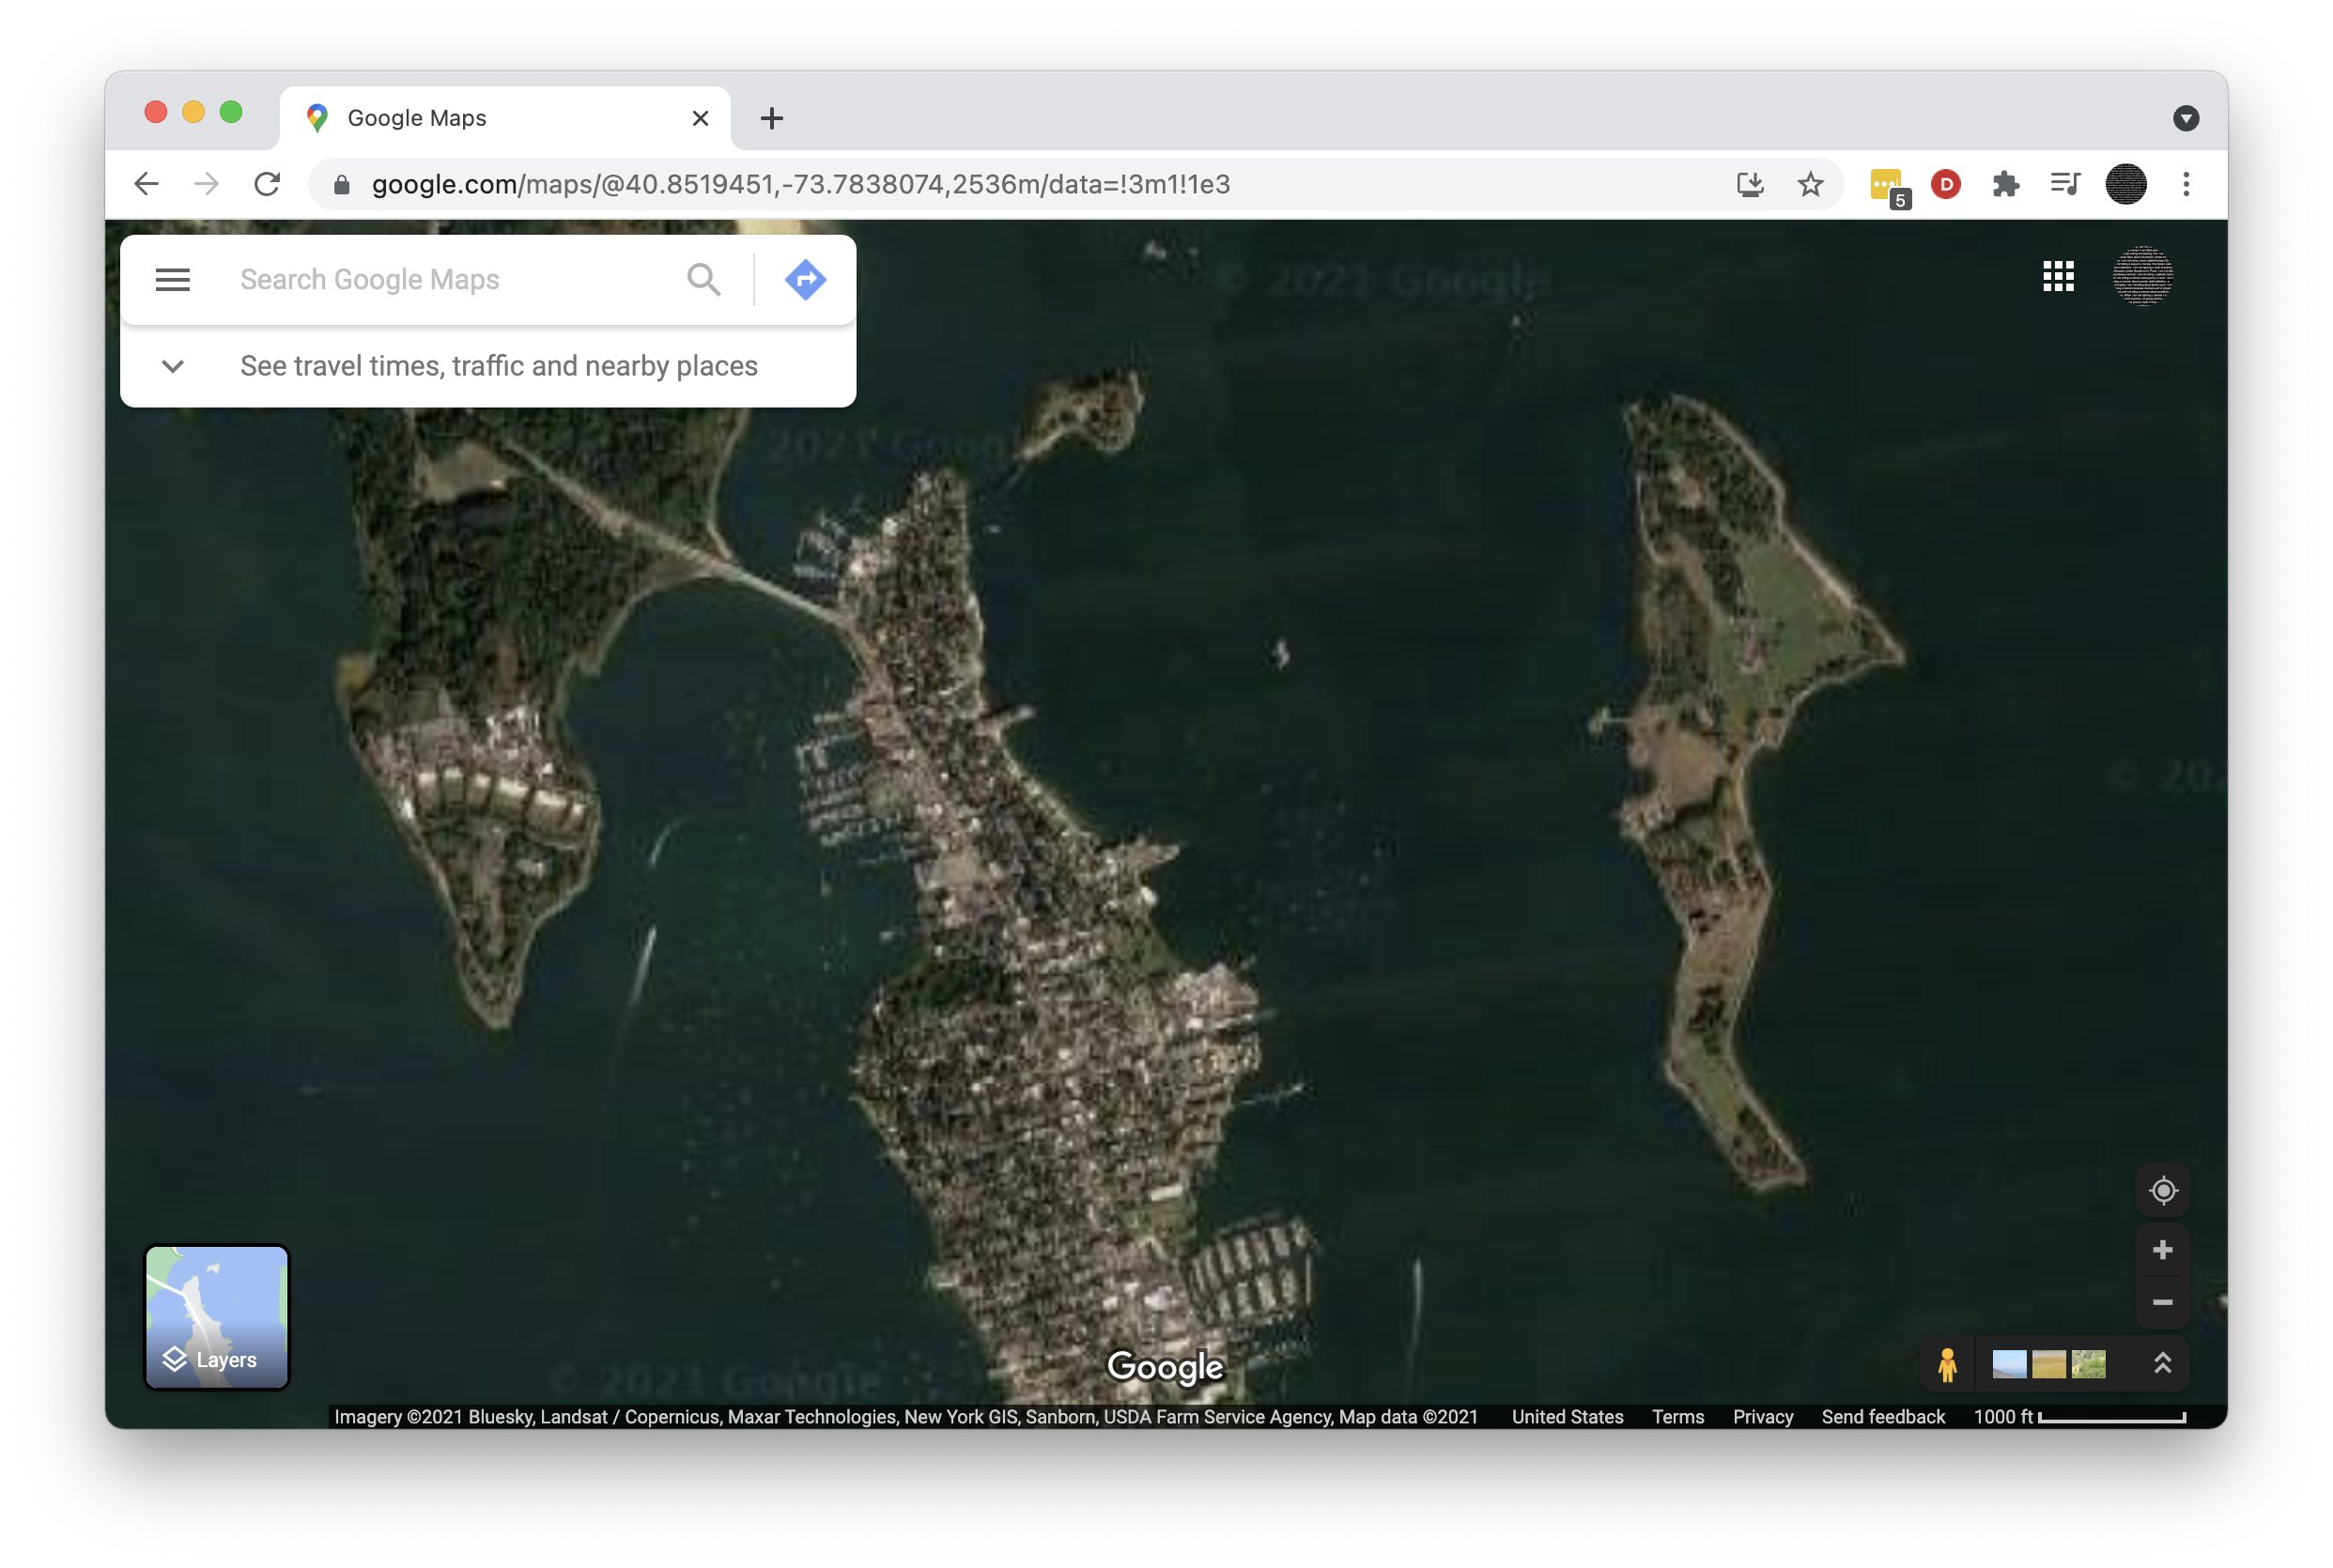 Google Maps
google.com/maps/@40.8519451,-73.7838074,2536m/data=!3m1!1e3
5
D
Search Google Maps
See travel times, traffic and nearby places
© 2021 Google
2021 Goog
© 202
Layers
© 2021 Google
Google
Imagery ©2021 Bluesky, Landsat / Copernicus, Maxar Technologies, New York GIS, Sanborn, USDA Farm Service Agency, Map data ©2021 United States Terms Privacy Send feedback 1000 ft